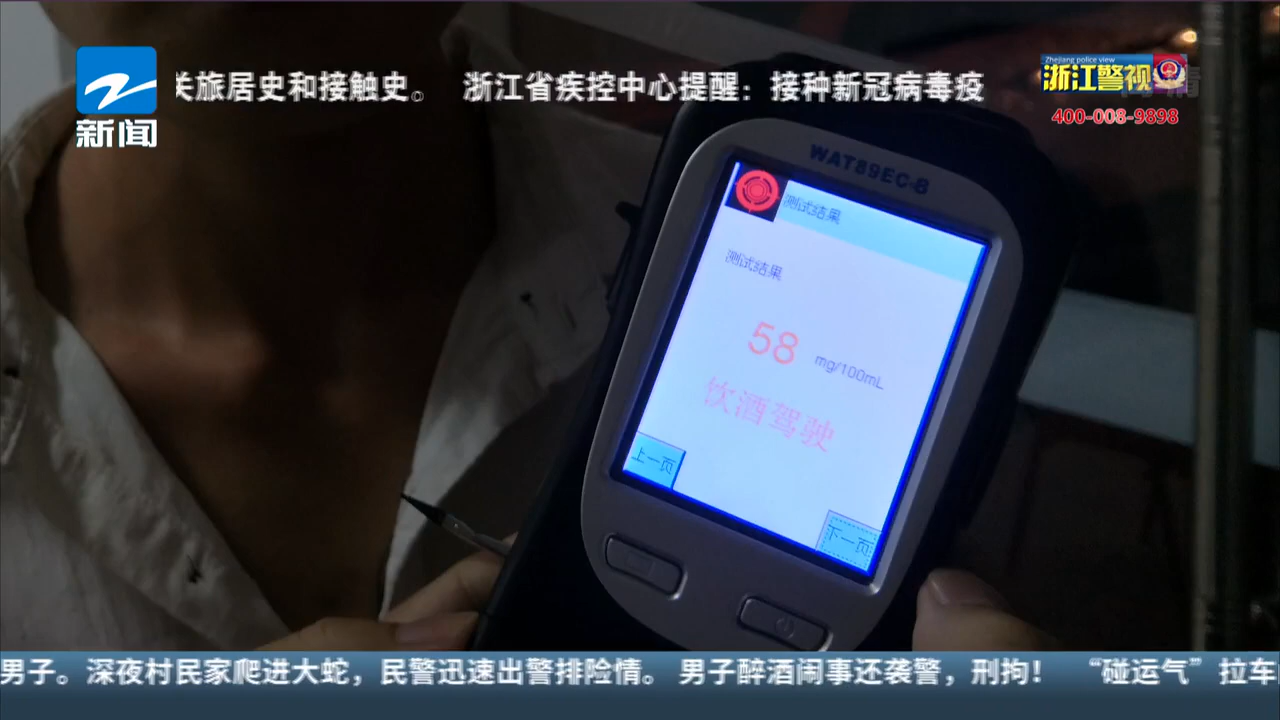 Zhejiang police view
浙江警视
400-008-9898
关旅居史和接触史。 浙江省疾控中心提醒：接种新冠病毒疫
新闻
WAT89EC-8
测试结果
测试结果
58 mg/100mL
饮酒驾驶
上一页
下一页
男子。深夜村民家爬进大蛇，民警迅速出警排险情。 男子醉酒闹事还袭警，刑拘！ “碰运气”拉车